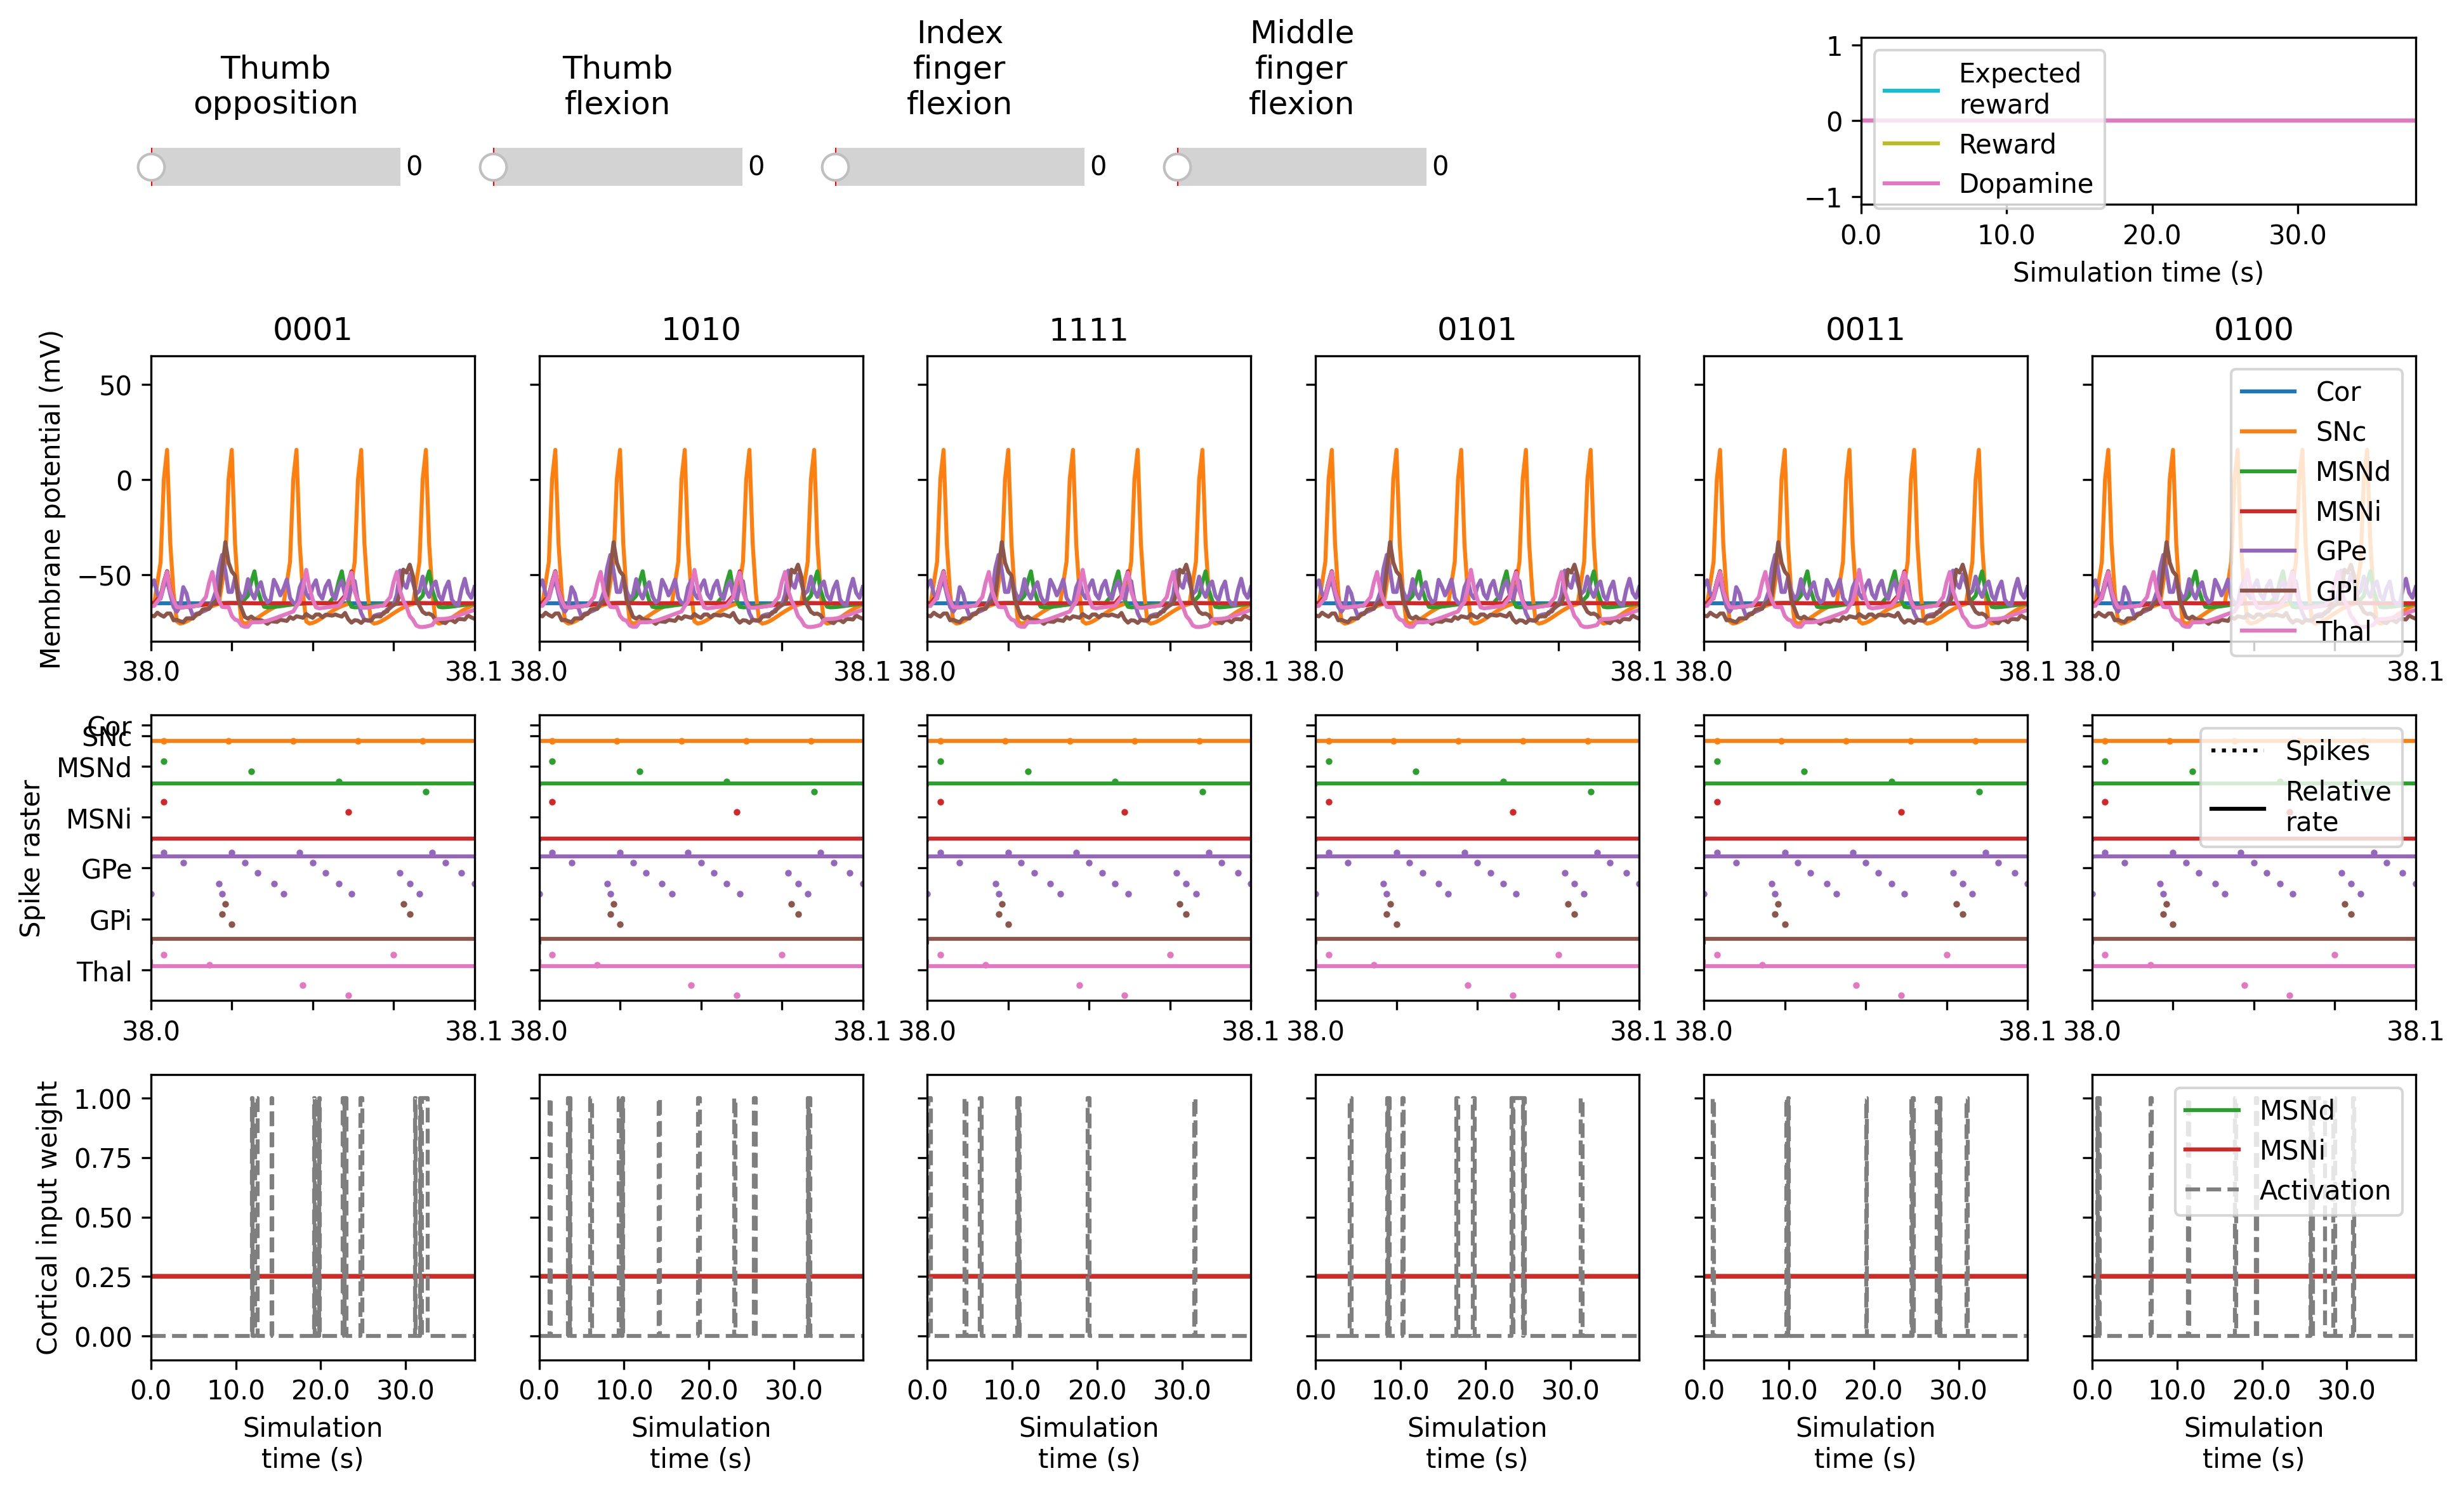 Thumb
opposition
0
Thumb
flexion
0
Index
finger
flexion
0
Middle
finger
flexion
0
1
0
−1
Expected
reward
Reward
Dopamine
0.0 10.0 20.0 30.0
Simulation time (s)
0001 1010 1111 0101 0011 0100
Membrane potential (mV)
50
0
−50
Cor
SNc
MSNd
MSNi
GPe
GPi
Thal
38.0 38.1 38.0 38.1 38.0 38.1 38.0 38.1 38.0 38.1 38.0 38.1
Spike raster
Cor
SNc
MSNd
MSNi
GPe
GPi
Thal
Spikes
Relative
rate
38.0 38.1 38.0 38.1 38.0 38.1 38.0 38.1 38.0 38.1 38.0 38.1
Cortical input weight
1.00
0.75
0.50
0.25
0.00
MSNd
MSNi
Activation
0.0 10.0 20.0 30.0 0.0 10.0 20.0 30.0 0.0 10.0 20.0 30.0 0.0 10.0 20.0 30.0 0.0 10.0 20.0 30.0 0.0 10.0 20.0 30.0
Simulation Simulation Simulation Simulation Simulation Simulation
time (s) time (s) time (s) time (s) time (s) time (s)